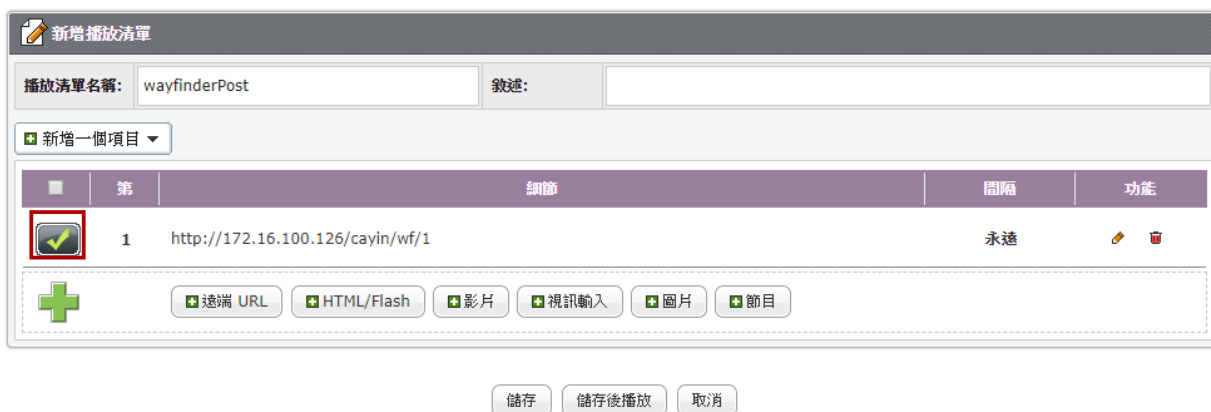 新增播放清單
播放清單名稱: wayfinderPost 敘述:
新增一個項目
第 細節 間隔 功能
1 http://172.16.100.126/cayin/wf/1 永遠
遠端 URL HTML/Flash 影片 視訊輸入 圖片 節目
儲存 儲存後播放 取消